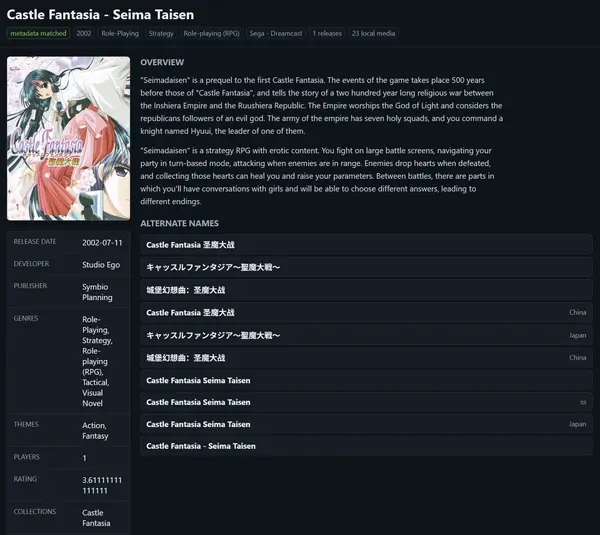 Castle Fantasia - Seima Taisen
metadata matched
2002
Role-Playing
Strategy
Role-playing (RPG)
Sega - Dreamcast
1 releases
23 local media
Castle Fantasia
聖魔大戦
OVERVIEW
"Seimadaisen" is a prequel to the first Castle Fantasia. The events of the game takes place 500 years
before those of "Castle Fantasia", and tells the story of a two hundred year long religious war between
the Inshiera Empire and the Ruushiera Republic. The Empire worships the God of Light and considers the
republicans followers of an evil god. The army of the empire has seven holy squads, and you command a
knight named Hyuui, the leader of one of them.
"Seimadaisen" is a strategy RPG with erotic content. You fight on large battle screens, navigating your
party in turn-based mode, attacking when enemies are in range. Enemies drop hearts when defeated,
and collecting those hearts can heal you and raise your parameters. Between battles, there are parts in
which you'll have conversations with girls and will be able to choose different answers, leading to
different endings.
ALTERNATE NAMES
Castle Fantasia 圣魔大战
キャッスルファンタジア〜聖魔大戦〜
城堡幻想曲：圣魔大战
Castle Fantasia 圣魔大战 China
キャッスルファンタジア〜聖魔大戦〜 Japan
城堡幻想曲：圣魔大战 China
Castle Fantasia Seima Taisen
Castle Fantasia Seima Taisen ss
Castle Fantasia Seima Taisen Japan
Castle Fantasia - Seima Taisen
RELEASE DATE 2002-07-11
DEVELOPER Studio Ego
PUBLISHER Symbio
Planning
GENRES Role-
Playing,
Strategy,
Role-
playing
(RPG),
Tactical,
Visual
Novel
THEMES Action,
Fantasy
PLAYERS 1
RATING 3.61111111
111111
COLLECTIONS Castle
Fantasia